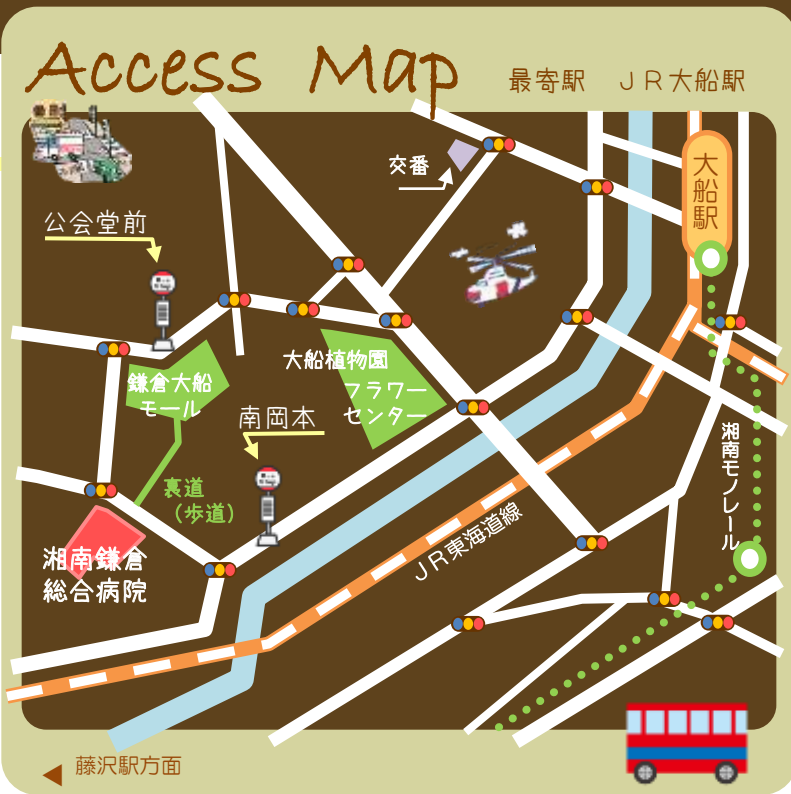 Access Map
最寄駅 JR大船駅
交番
大船駅
公会堂前
大船植物園
フラワー
センター
鎌倉大船
モール
南岡本
湘南モノレール
裏道
(歩道)
JR東海道線
湘南鎌倉
総合病院
藤沢駅方面